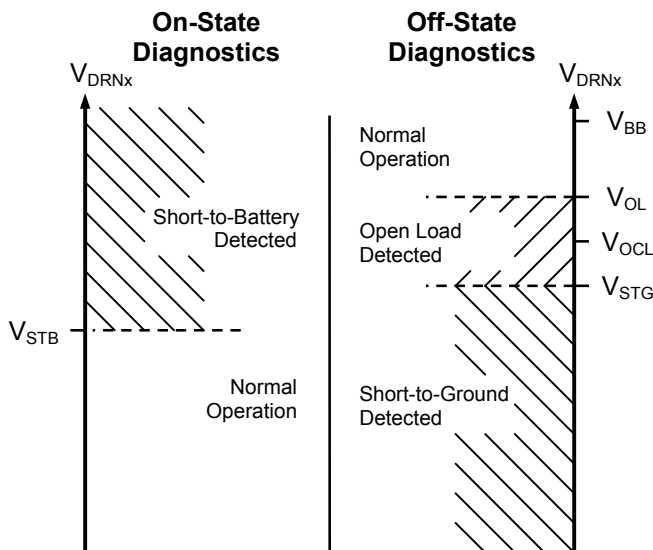 On-State
Diagnostics
Off-State
Diagnostics
VDRNx
VDRNx
VBB
Normal
Operation
VOL
Short-to-Battery
Detected
Open Load
Detected
VOCL
VSTG
VSTB
Normal
Operation
Short-to-Ground
Detected